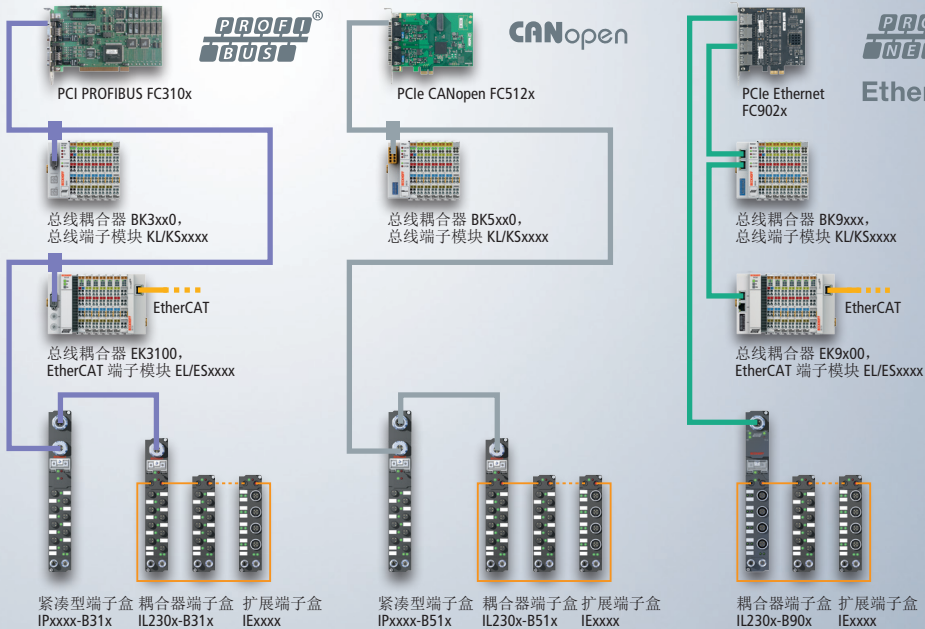 PROFI®
BUS
PCI PROFIBUS FC310x
总线耦合器 BK3xx0,
总线端子模块 KL/KSxxxx
EtherCAT
总线耦合器 EK3100,
EtherCAT 端子模块 EL/ESxxxx
紧凑型端子盒
IPxxxx-B31x
耦合器端子盒
IL230x-B31x
扩展端子盒
IExxxx
CANopen
PCIe CANopen FC512x
总线耦合器 BK5xx0,
总线端子模块 KL/KSxxxx
紧凑型端子盒
IPxxxx-B51x
耦合器端子盒
IL230x-B51x
扩展端子盒
IExxxx
PRO
NE
Ether
PCIe Ethernet
FC902x
总线耦合器 BK9xxx,
总线端子模块 KL/KSxxxx
EtherCAT
总线耦合器 EK9x00,
EtherCAT 端子模块 EL/ESxxxx
耦合器端子盒
IL230x-B90x
扩展端子盒
IExxxx